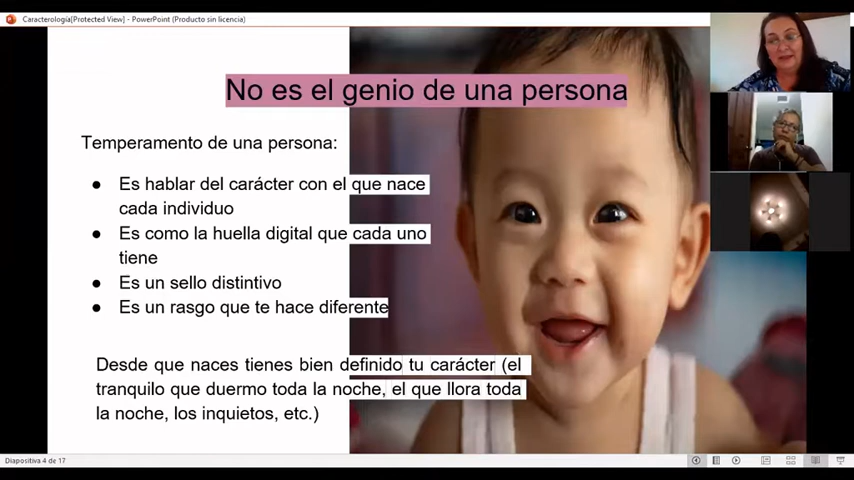 Caracterología[Protected View] - PowerPoint (Producto sin licencia)
No es el genio de una persona
Temperamento de una persona:
● Es hablar del carácter con el que nace
cada individuo
● Es como la huella digital que cada uno
tiene
● Es un sello distintivo
● Es un rasgo que te hace diferente
Desde que naces tienes bien definido tu carácter (el
tranquilo que duermo toda la noche, el que llora toda
la noche, los inquietos, etc.)
Diapositiva 4 de 17